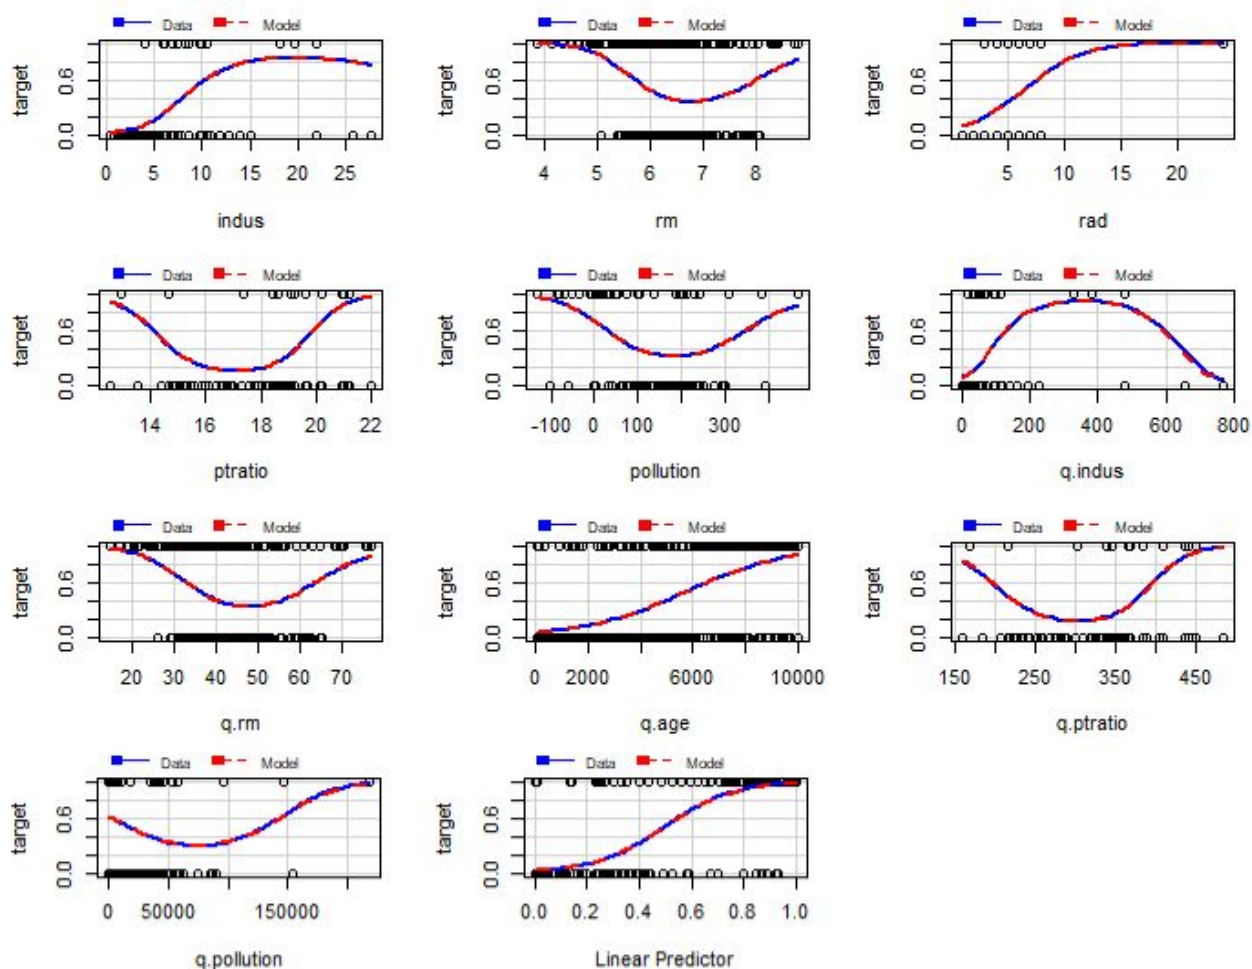 Data Model Data Model Data Model
target 0.0 0.6 target 0.0 0.6 target 0.0 0.6
0 5 10 15 20 25 4 5 6 7 8 5 10 15 20
indus rm rad
Data Model Data Model Data Model
target 0.0 0.6 target 0.0 0.6 target 0.0 0.6
14 16 18 20 22 -100 0 100 300 0 200 400 600 800
ptratio pollution q.indus
Data Model Data Model Data Model
target 0.0 0.6 target 0.0 0.6 target 0.0 0.6
20 30 40 50 60 70 0 2000 6000 10000 150 250 350 450
q.rm q.age q.ptratio
Data Model Data Model
target 0.0 0.6 target 0.0 0.6
0 50000 150000 0.0 0.2 0.4 0.6 0.8 1.0
q.pollution Linear Predictor